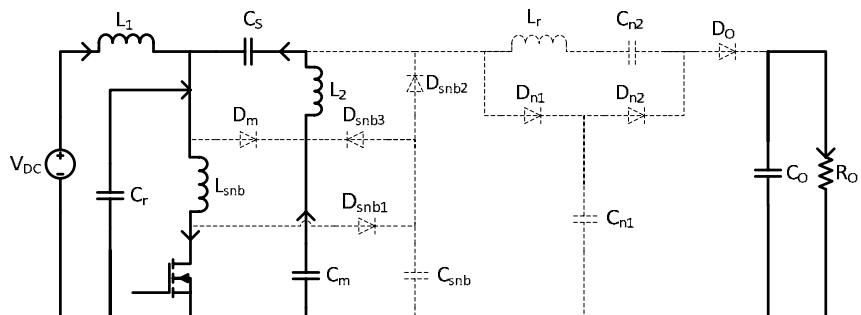 L1
CS
Lr
Cn2
DO
L2
Dsnb2
Dn1
Dn2
Dm
Dsnb3
VDC
Cr
Lsnb
CO
RO
Dsnb1
Cn1
Cm
Csnb